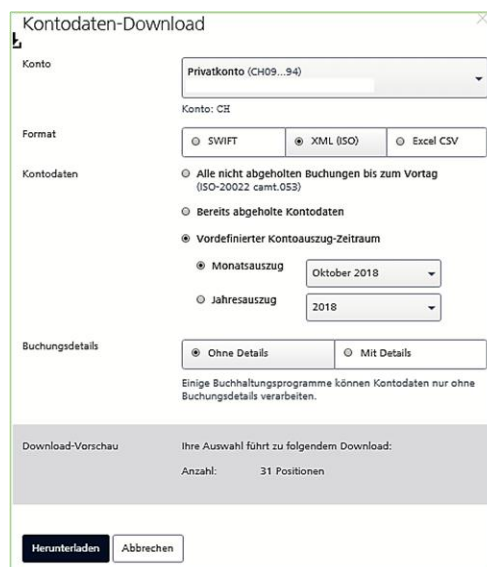 Kontodaten-Download
Konto
Privatkonto (CH09...94)
Konto: CH
Format
SWIFT
XML (ISO)
Excel CSV
Kontodaten
Alle nicht abgeholten Buchungen bis zum Vortag
(ISO-20022 camt.053)
Bereits abgeholte Kontodaten
Vordefinierter Kontoauszug-Zeitraum
Monatsauszug
Oktober 2018
Jahresauszug
2018
Buchungsdetails
Ohne Details
Mit Details
Einige Buchhaltungsprogramme können Kontodaten nur ohne
Buchungsdetails verarbeiten.
Download-Vorschau
Ihre Auswahl führt zu folgendem Download:
Anzahl: 31 Positionen
Herunterladen
Abbrechen